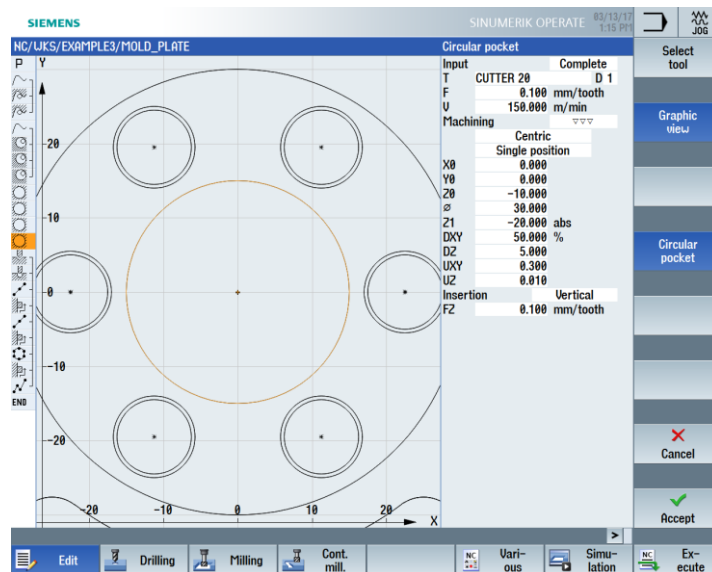 SIEMENS
SINUMERIK OPERATE 03/13/17
1:15 PM
JOG
NC/WKS/EXAMPLE3/MOLD_PLATE
Circular pocket
Select
tool
P Y
Input Complete
T CUTTER 20 D 1
F 0.100 mm/tooth
V 150.000 m/min
Machining ▽▽▽
Graphic
view
Centric
Single position
X0 0.000
Y0 0.000
Z0 -10.000
⌀ 30.000
Z1 -20.000 abs
DXY 50.000 %
DZ 5.000
UXY 0.300
UZ 0.010
Insertion Vertical
FZ 0.100 mm/tooth
Circular
pocket
20
10
0
-10
-20
END
-20 -10 0 10 20 X
Cancel
Accept
>
Edit
Drilling
Milling
Cont.
mill.
NC
Vari-
ous
Simu-
lation
NC
Ex-
ecute